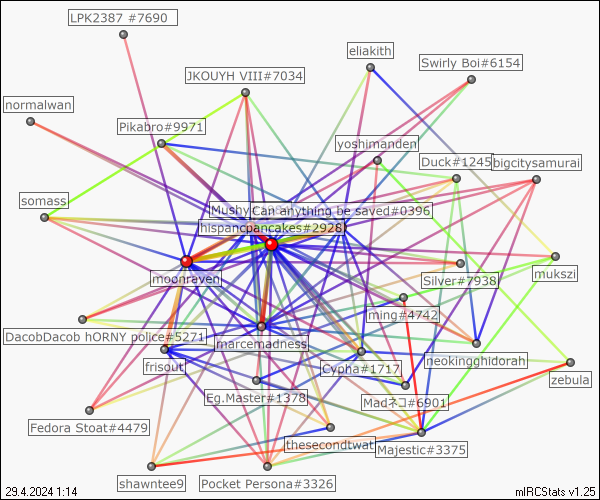 LPK2387 #7690
eliakith
Swirly Boi#6154
JKOUYH VIII#7034
normalwan
Pikabro#9971
yoshimanden
Duck#1245
bigcitysamurai
somass
Mushy
Can anything be saved#0396
hispancpancakes#2928
moonraven
Silver#7938
mukszi
ming#4742
DacobDacob hORNY police#5271
marcemadness
frisout
Cypha#1717
neokingghidorah
zebula
Eg.Master#1378
Madネコ#6901
Fedora Stoat#4479
thesecondtwat
Majestic#3375
shawntee9
Pocket Persona#3326
29.4.2024 1:14
mIRCStats v1.25